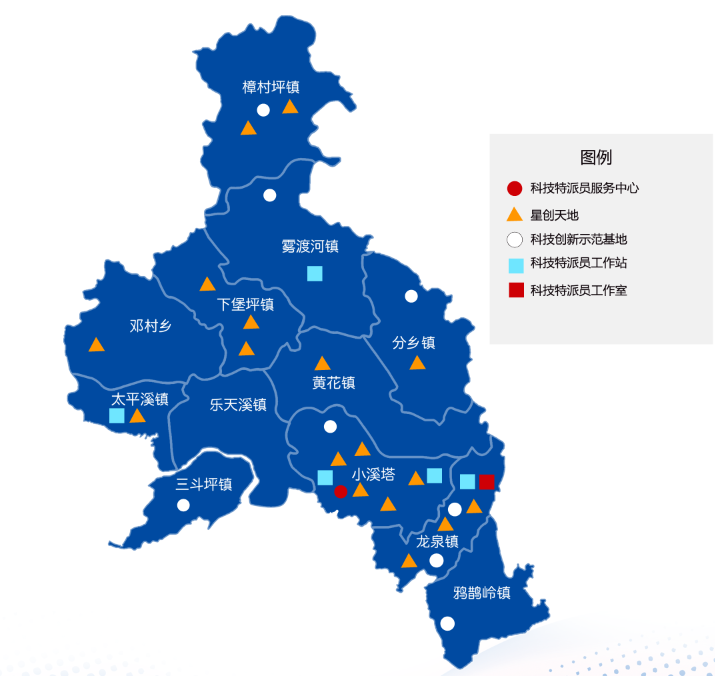 樟村坪镇
图例
科技特派员服务中心
星创天地
科技创新示范基地
科技特派员工作站
科技特派员工作室
雾渡河镇
下堡坪镇
邓村乡
分乡镇
黄花镇
太平溪镇
乐天溪镇
小溪塔
三斗坪镇
龙泉镇
鸦鹊岭镇